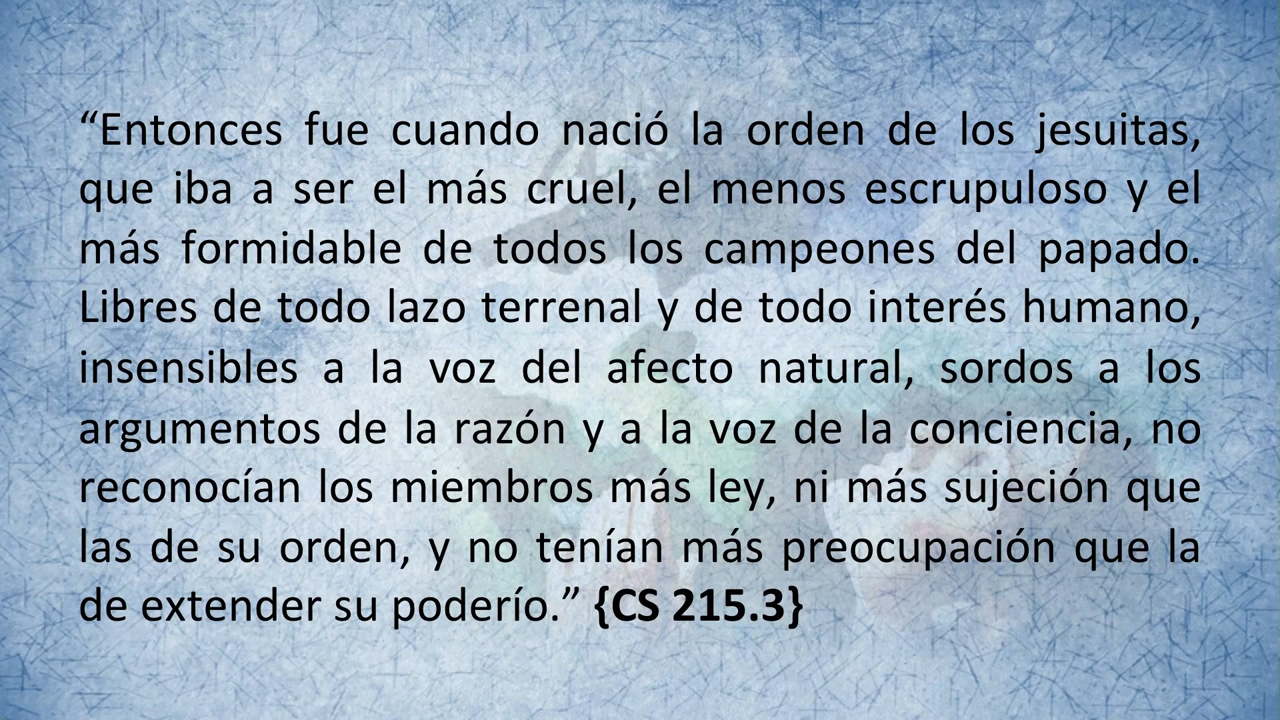 “Entonces fue cuando nació la orden de los jesuitas,
que iba a ser el más cruel, el menos escrupuloso y el
más formidable de todos los campeones del papado.
Libres de todo lazo terrenal y de todo interés humano,
insensibles a la voz del afecto natural, sordos a los
argumentos de la razón y a la voz de la conciencia, no
reconocían los miembros más ley, ni más sujeción que
las de su orden, y no tenían más preocupación que la
de extender su poderío.” {CS 215.3}